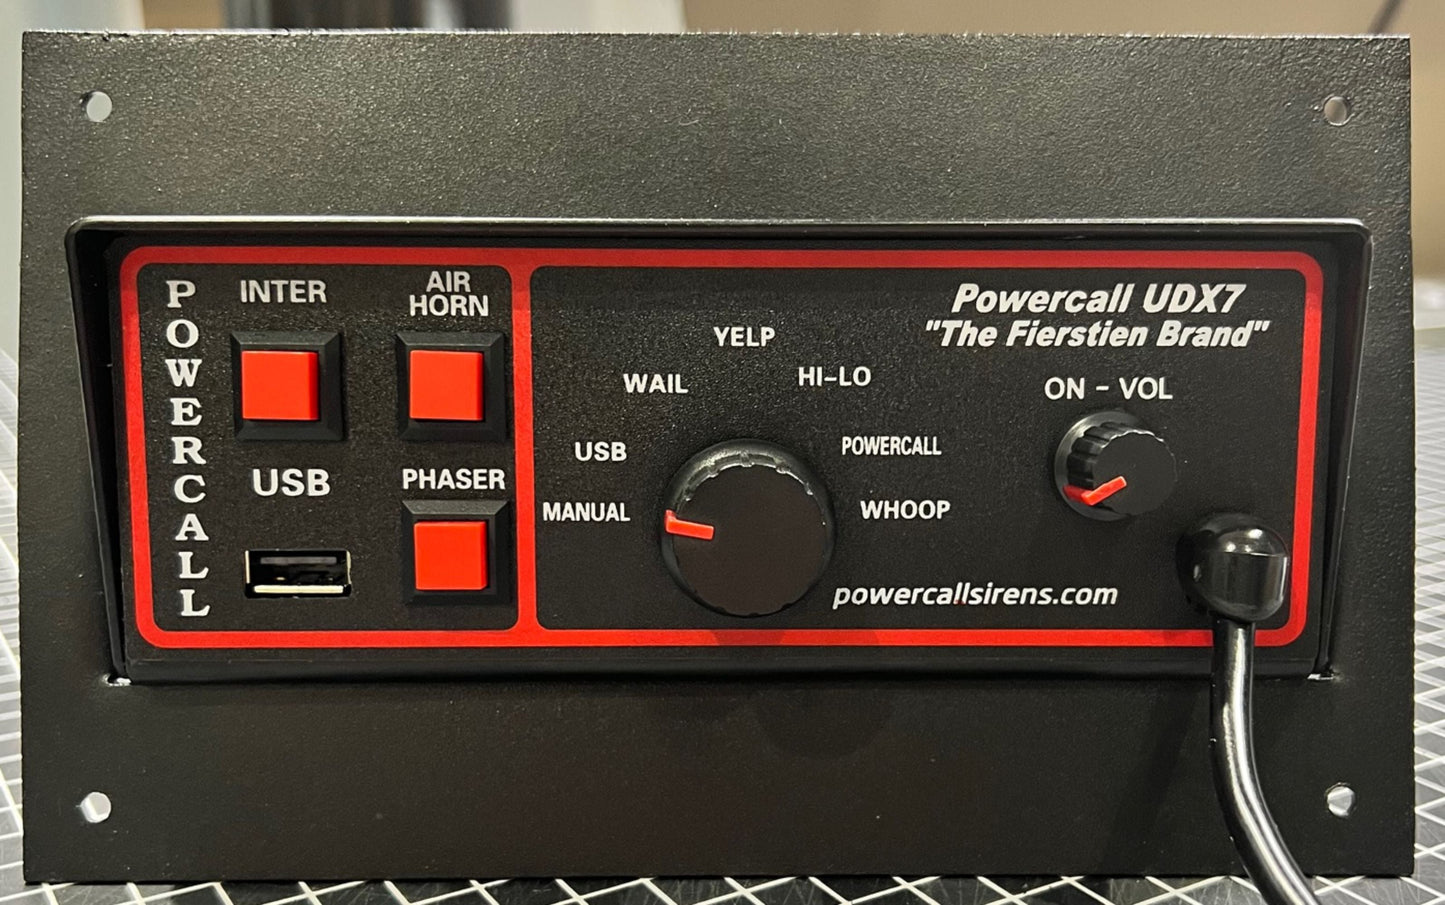 POWERCALL
INTER
AIR
HORN
USB
PHASER
Powercall UDX7
"The Fierstien Brand"
YELP
WAIL
HI-LO
ON - VOL
USB
POWERCALL
MANUAL
WHOOP
powercallsirens.com